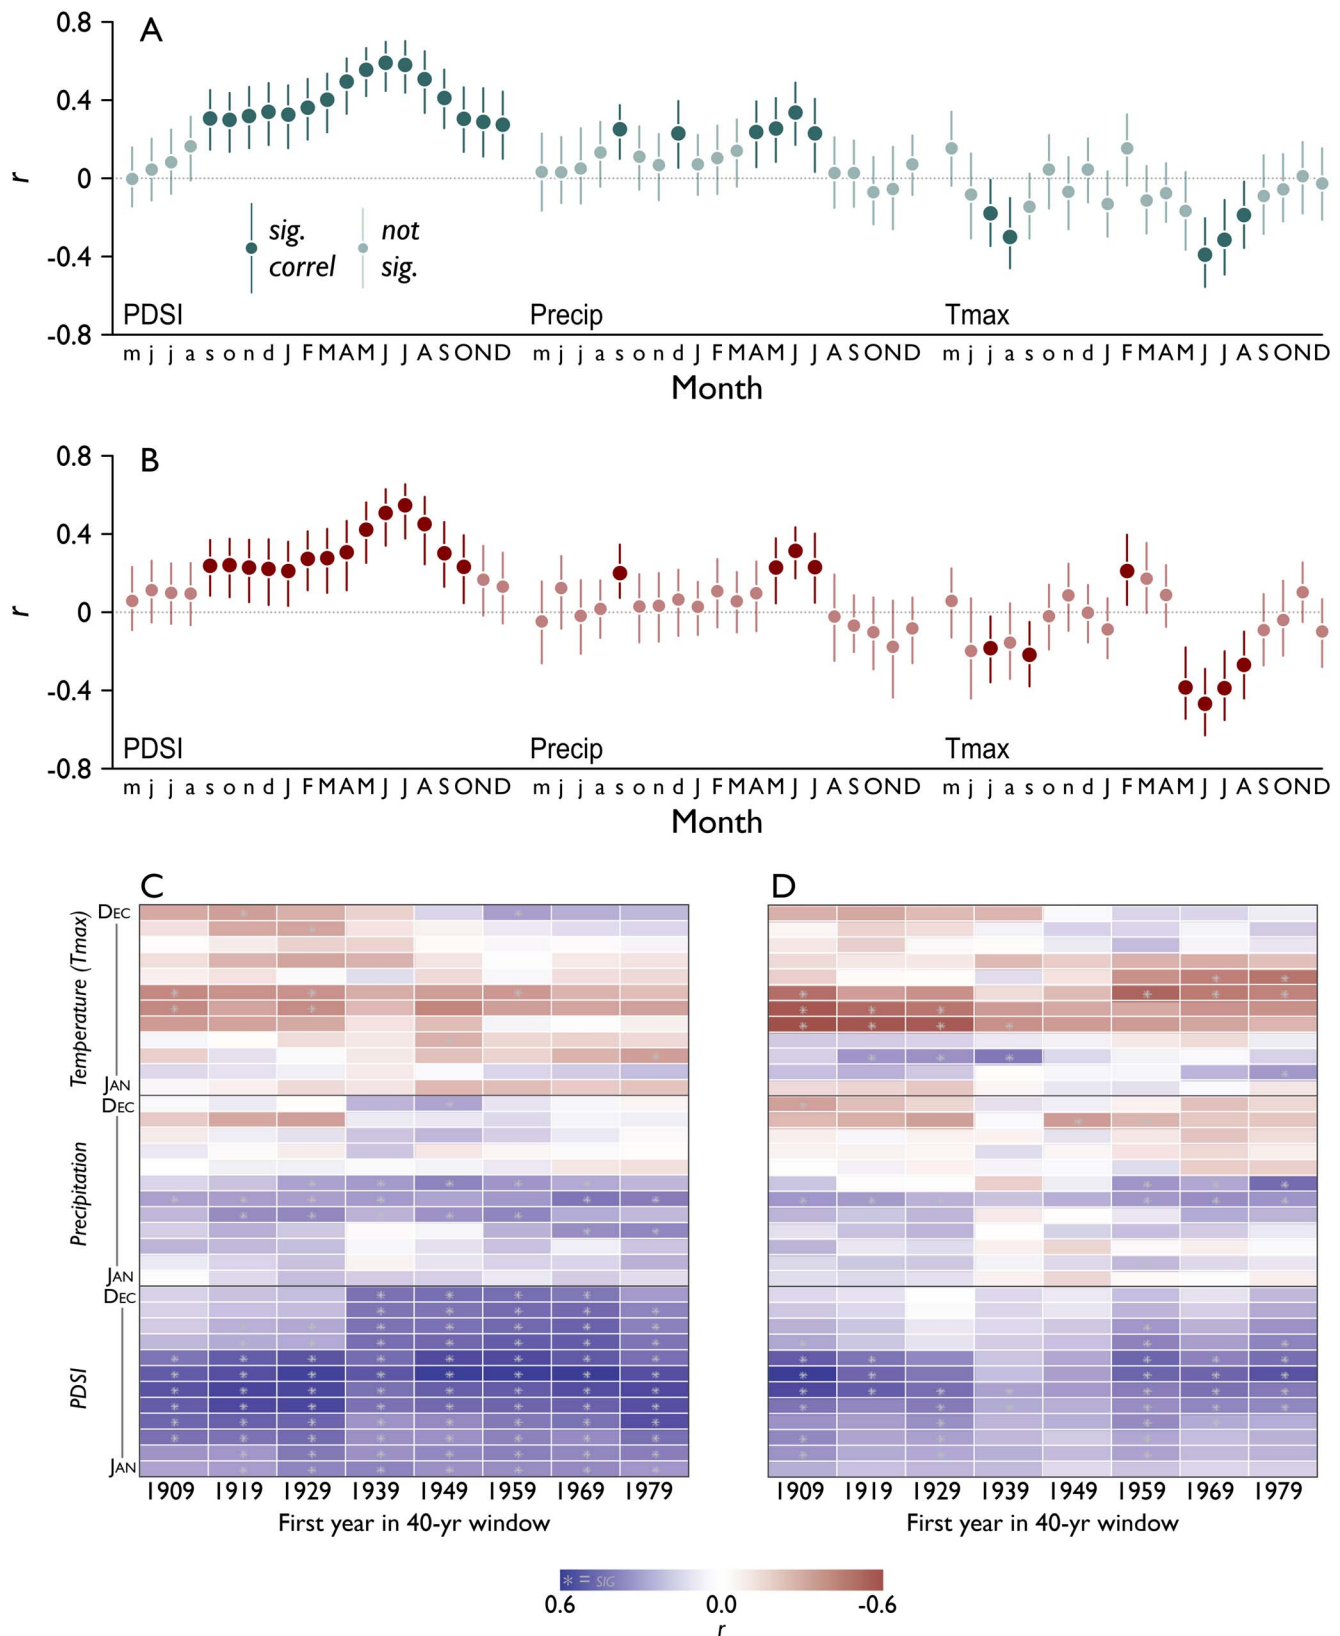 A
0.8
0.4
0
-0.4
-0.8
r
sig. correl
not sig.
PDSI
Precip
Tmax
m j j a s o n d J F M A M J J A S O N D
m j j a s o n d J F M A M J J A S O N D
m j j a s o n d J F M A M J J A S O N D
Month
B
0.8
0.4
0
-0.4
-0.8
r
PDSI
Precip
Tmax
m j j a s o n d J F M A M J J A S O N D
m j j a s o n d J F M A M J J A S O N D
m j j a s o n d J F M A M J J A S O N D
Month
C
D
Temperature (Tmax)
DEC
JAN
Precipitation
DEC
JAN
PDSI
DEC
JAN
1909 1919 1929 1939 1949 1959 1969 1979
First year in 40-yr window
1909 1919 1929 1939 1949 1959 1969 1979
First year in 40-yr window
* = SIG
0.6 0.0 -0.6
r